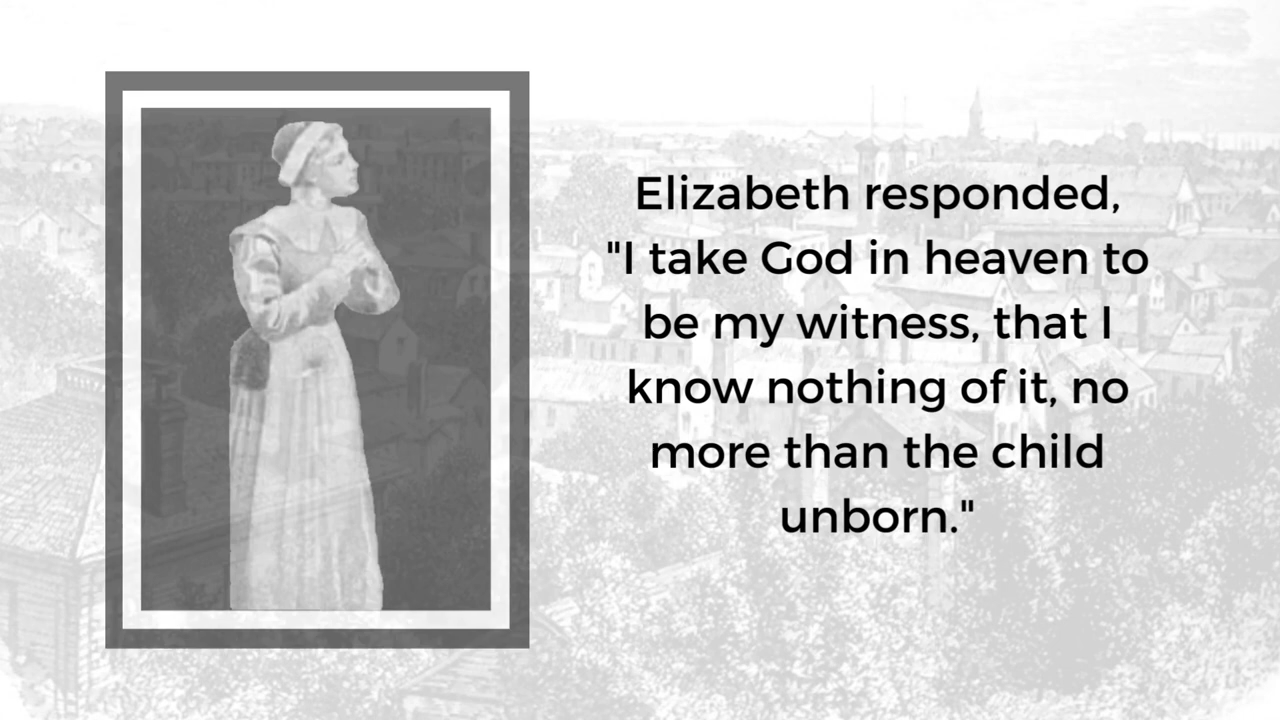 Elizabeth responded,
"I take God in heaven to
be my witness, that I
know nothing of it, no
more than the child
unborn."